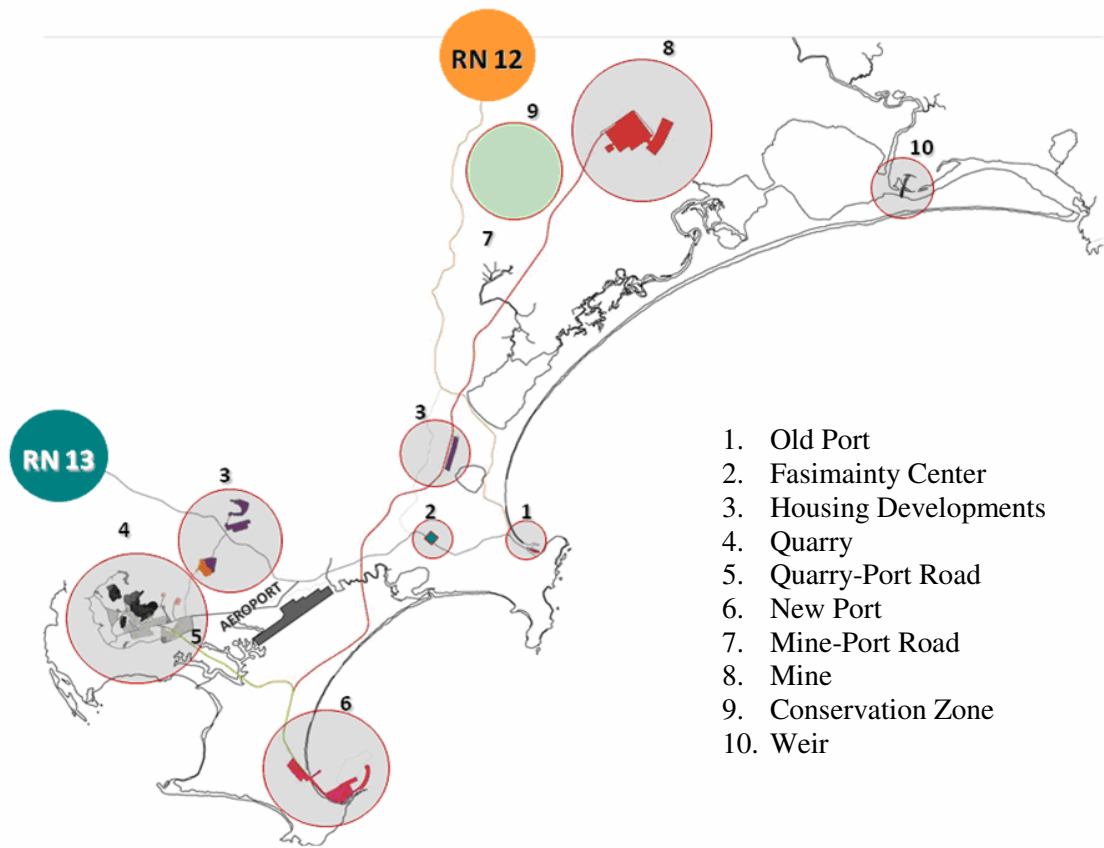 RN 12
8
9
10
7
3
RN 13
3
4
2
1
AEROPORT
5
6
1. Old Port
2. Fasimainty Center
3. Housing Developments
4. Quarry
5. Quarry-Port Road
6. New Port
7. Mine-Port Road
8. Mine
9. Conservation Zone
10. Weir